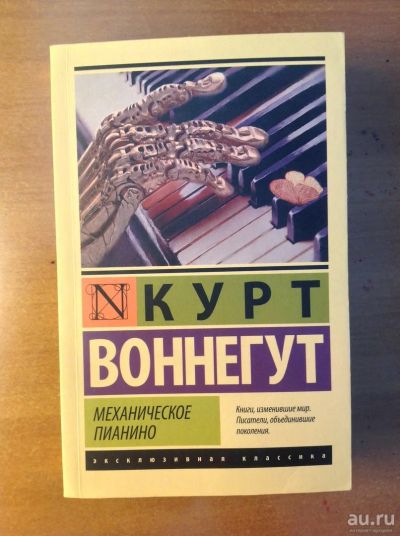 N
КУРТ
ВОННЕГУТ
МЕХАНИЧЕСКОЕ
ПИАНИНО
Книги, изменившие мир.
Писатели, объединившие
поколения.
эксклюзивная классика
au.ru